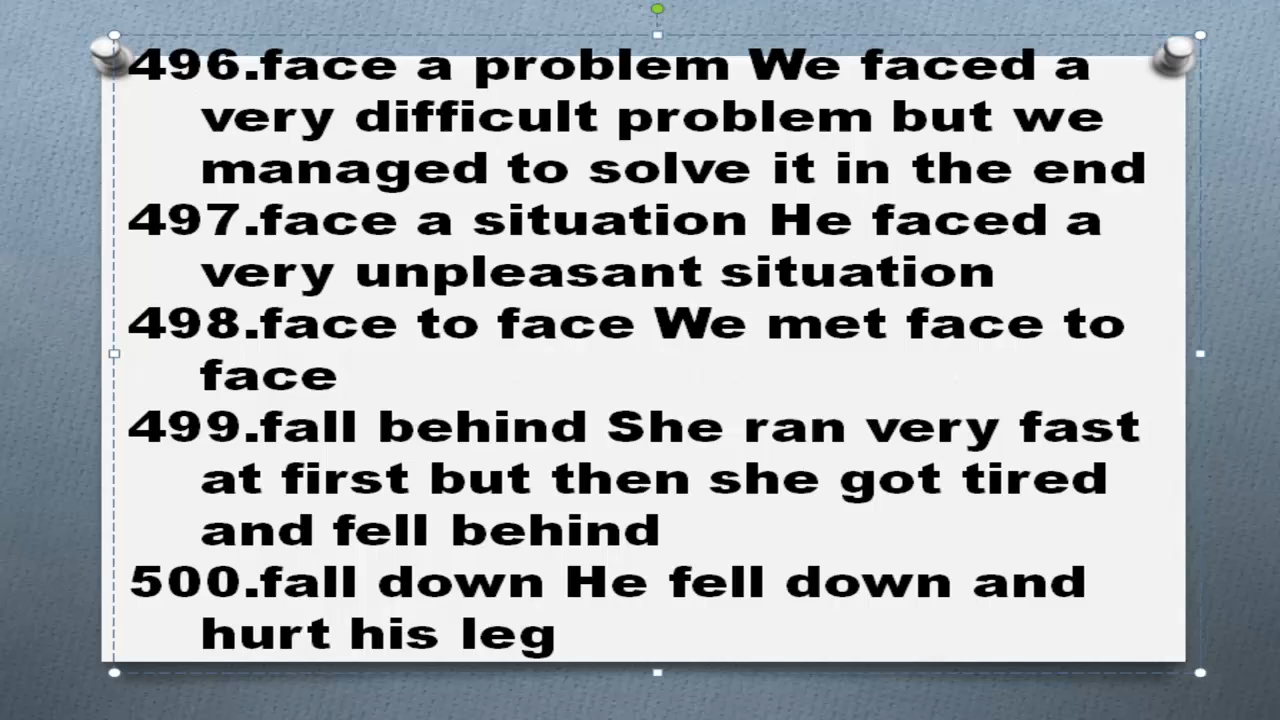 496.face a problem We faced a
very difficult problem but we
managed to solve it in the end
497.face a situation He faced a
very unpleasant situation
498.face to face We met face to
face
499.fall behind She ran very fast
at first but then she got tired
and fell behind
500.fall down He fell down and
hurt his leg